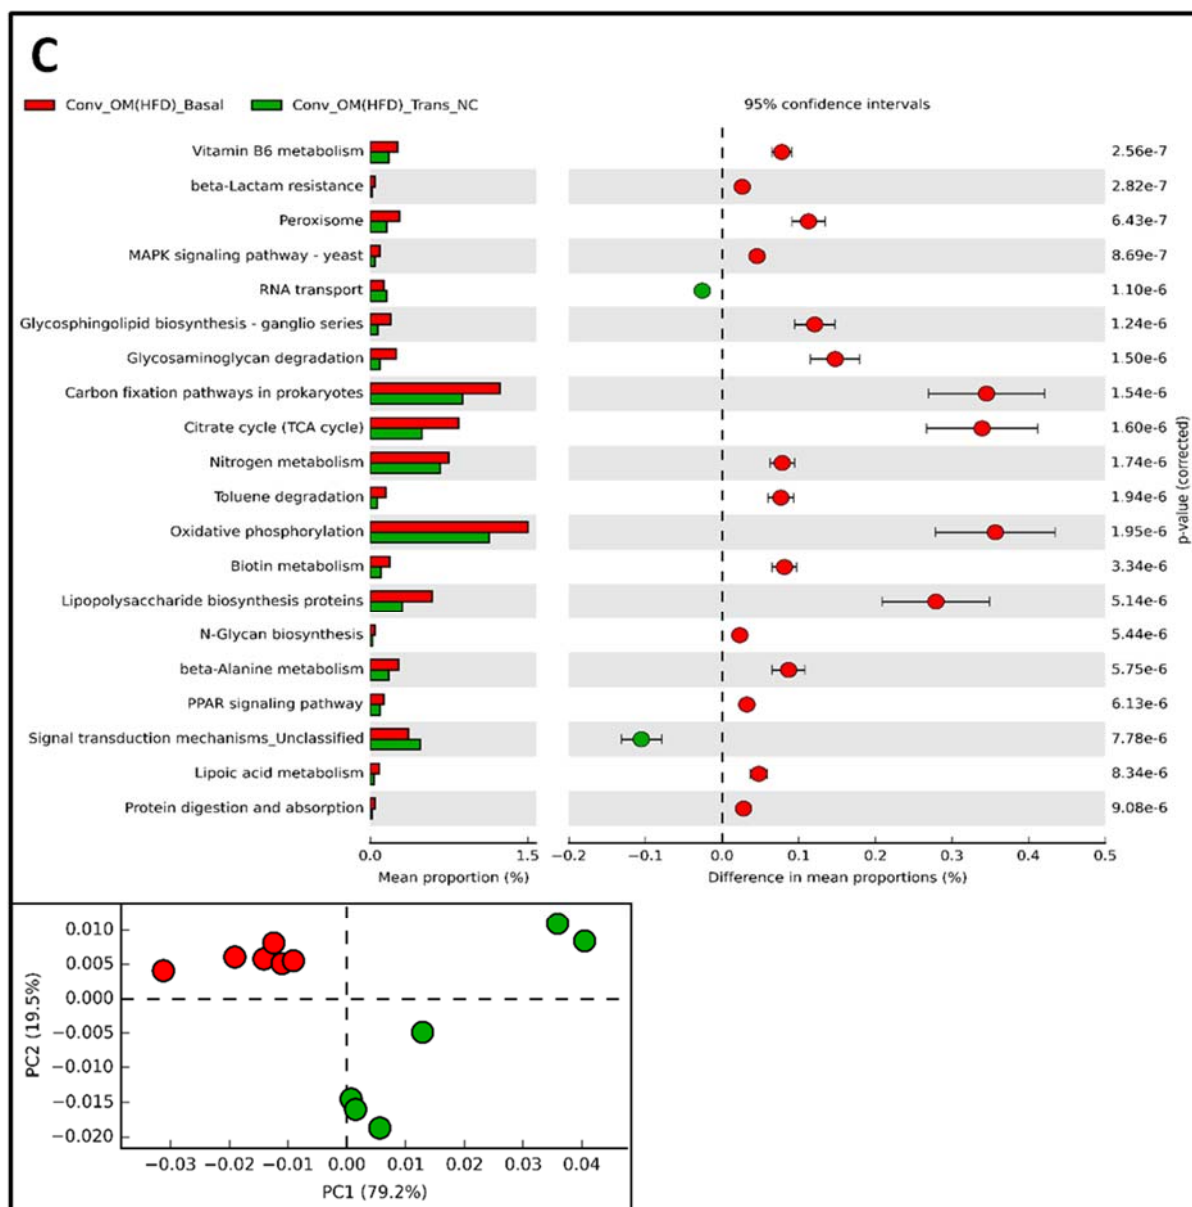 C
Conv_OM(HFD)_Basal Conv_OM(HFD)_Trans_NC 95% confidence intervals
Vitamin B6 metabolism 2.56e-7
beta-Lactam resistance 2.82e-7
Peroxisome 6.43e-7
MAPK signaling pathway - yeast 8.69e-7
RNA transport 1.10e-6
Glycosphingolipid biosynthesis - ganglio series 1.24e-6
Glycosaminoglycan degradation 1.50e-6
Carbon fixation pathways in prokaryotes 1.54e-6
Citrate cycle (TCA cycle) 1.60e-6
Nitrogen metabolism 1.74e-6
Toluene degradation 1.94e-6
Oxidative phosphorylation 1.95e-6
Biotin metabolism 3.34e-6
Lipopolysaccharide biosynthesis proteins 5.14e-6
N-Glycan biosynthesis 5.44e-6
beta-Alanine metabolism 5.75e-6
PPAR signaling pathway 6.13e-6
Signal transduction mechanisms_Unclassified 7.78e-6
Lipoic acid metabolism 8.34e-6
Protein digestion and absorption 9.08e-6
p-value (corrected)
0.0 1.5 −0.2 −0.1 0.0 0.1 0.2 0.3 0.4 0.5
Mean proportion (%) Difference in mean proportions (%)
0.010
0.005
0.000
−0.005
−0.010
−0.015
−0.020
PC2 (19.5%)
−0.03 −0.02 −0.01 0.00 0.01 0.02 0.03 0.04
PC1 (79.2%)